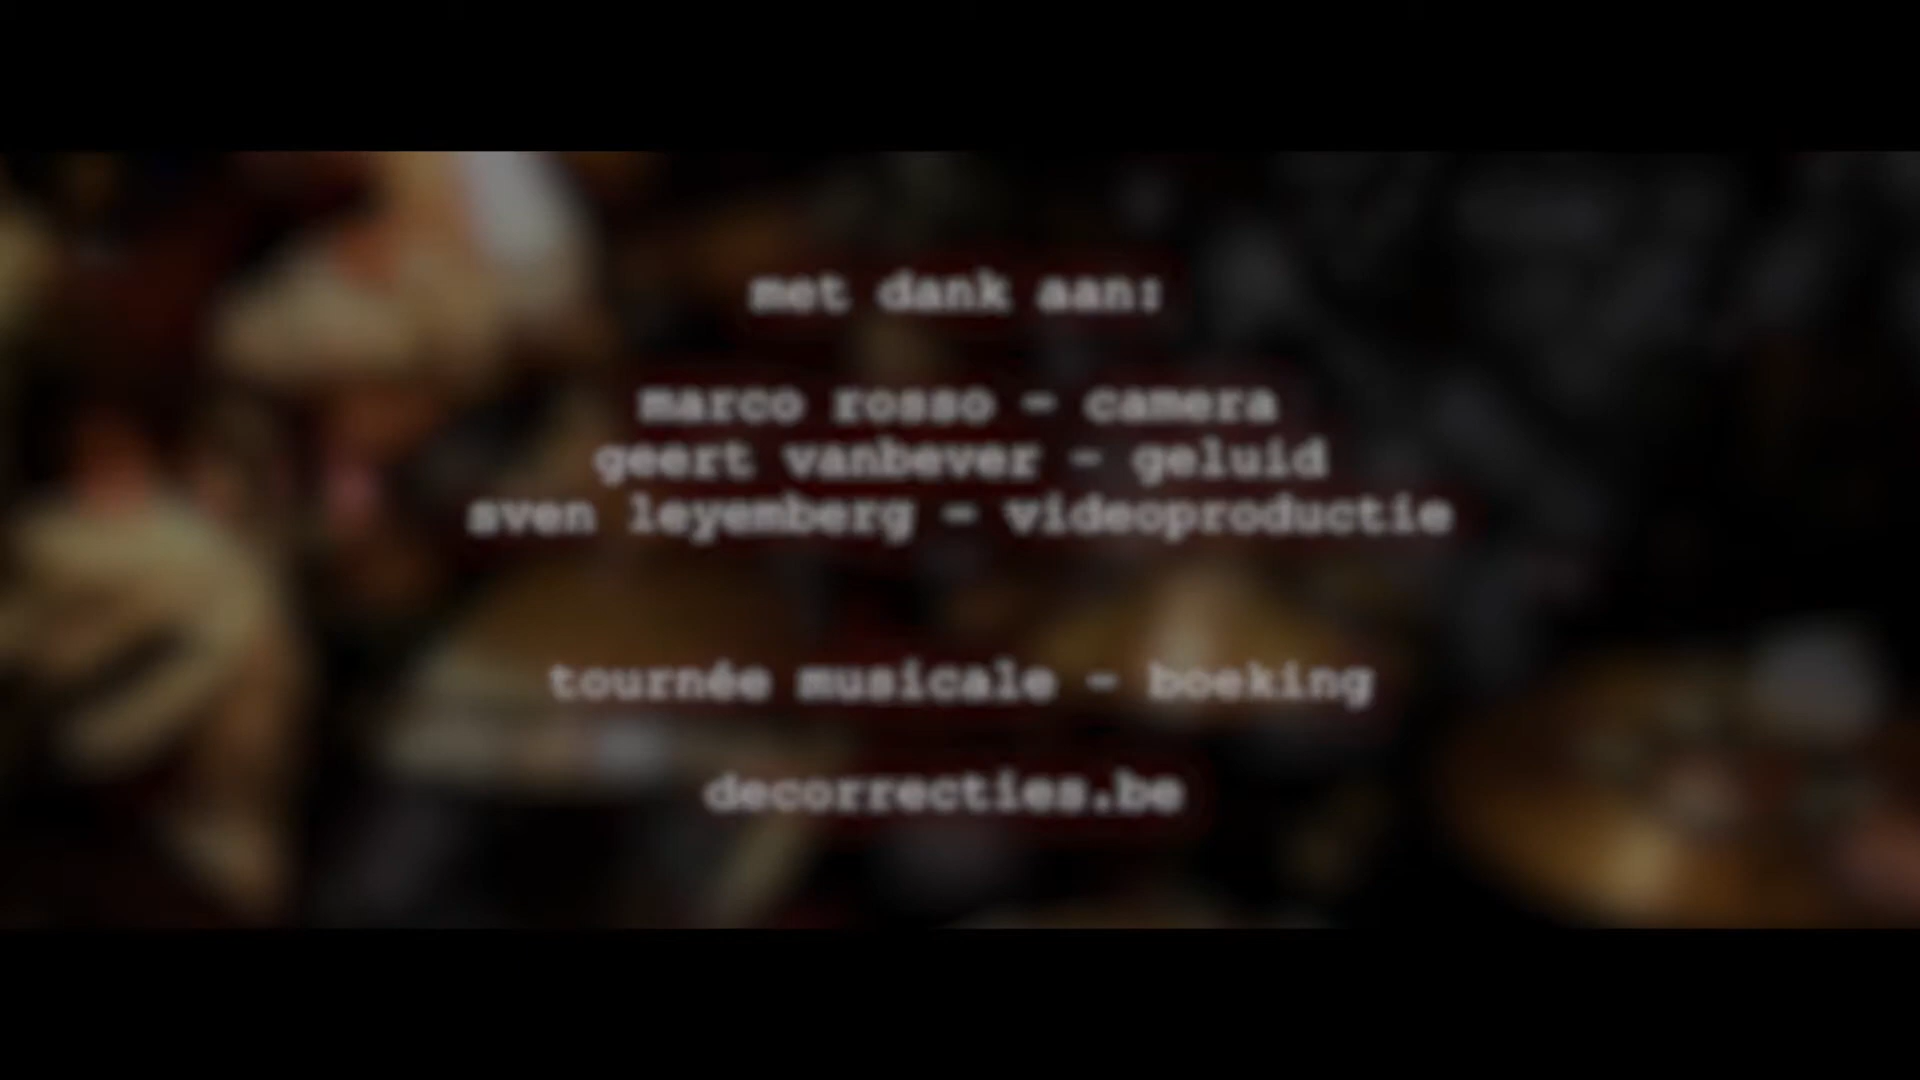 met dank aan:
marco rosso - camera
geert vanbever - geluid
sven leyemberg - videoproductie
tournée musicale - boeking
decorrecties.be